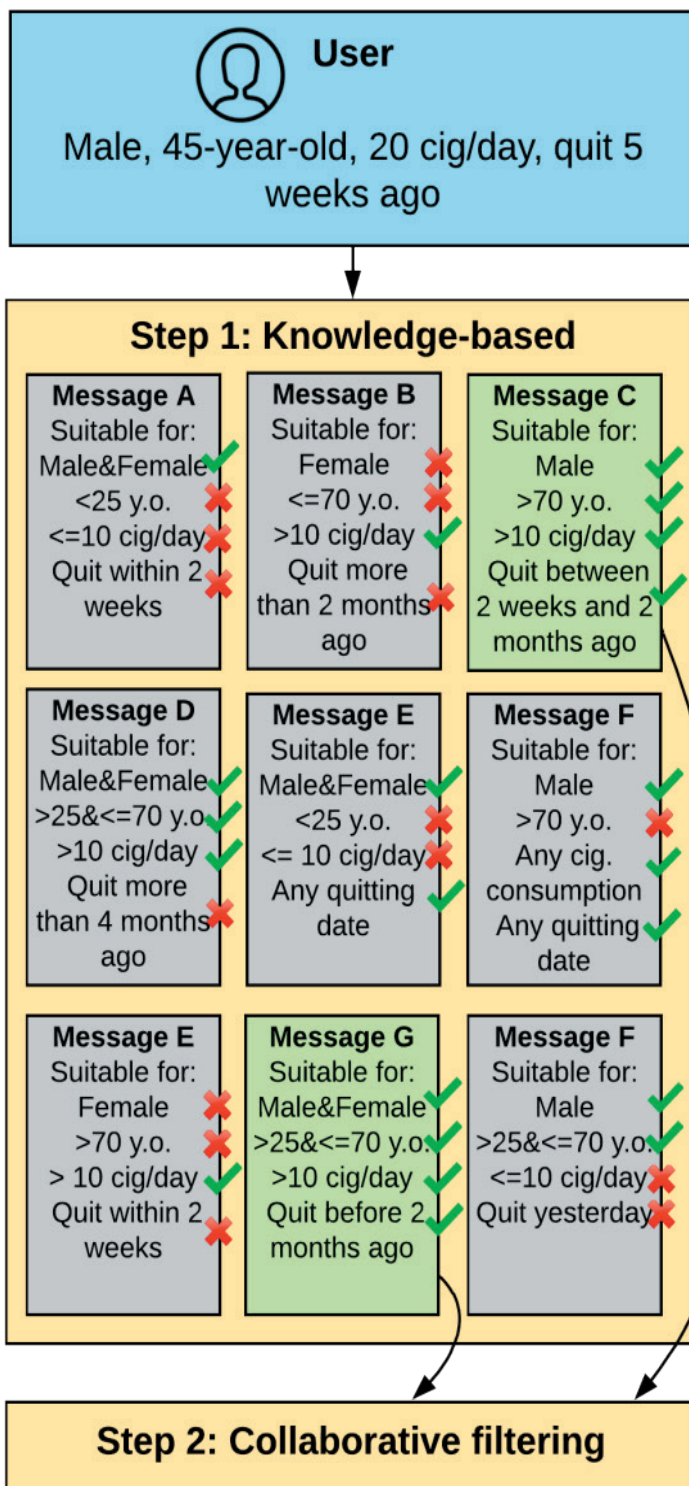 User
Male, 45-year-old, 20 cig/day, quit 5
weeks ago
Step 1: Knowledge-based
Message A
Suitable for:
Male&Female
<25 y.o.
<=10 cig/day
Quit within 2
weeks
Message B
Suitable for:
Female
<=70 y.o.
>10 cig/day
Quit more
than 2 months
ago
Message C
Suitable for:
Male
>70 y.o.
>10 cig/day
Quit between
2 weeks and 2
months ago
Message D
Suitable for:
Male&Female
>25&<=70 y.o.
>10 cig/day
Quit more
than 4 months
ago
Message E
Suitable for:
Male&Female
<25 y.o.
<= 10 cig/day
Any quitting
date
Message F
Suitable for:
Male
>70 y.o.
Any cig.
consumption
Any quitting
date
Message E
Suitable for:
Female
>70 y.o.
> 10 cig/day
Quit within 2
weeks
Message G
Suitable for:
Male&Female
>25&<=70 y.o.
>10 cig/day
Quit before 2
months ago
Message F
Suitable for:
Male
>25&<=70 y.o.
<=10 cig/day
Quit yesterday
Step 2: Collaborative filtering